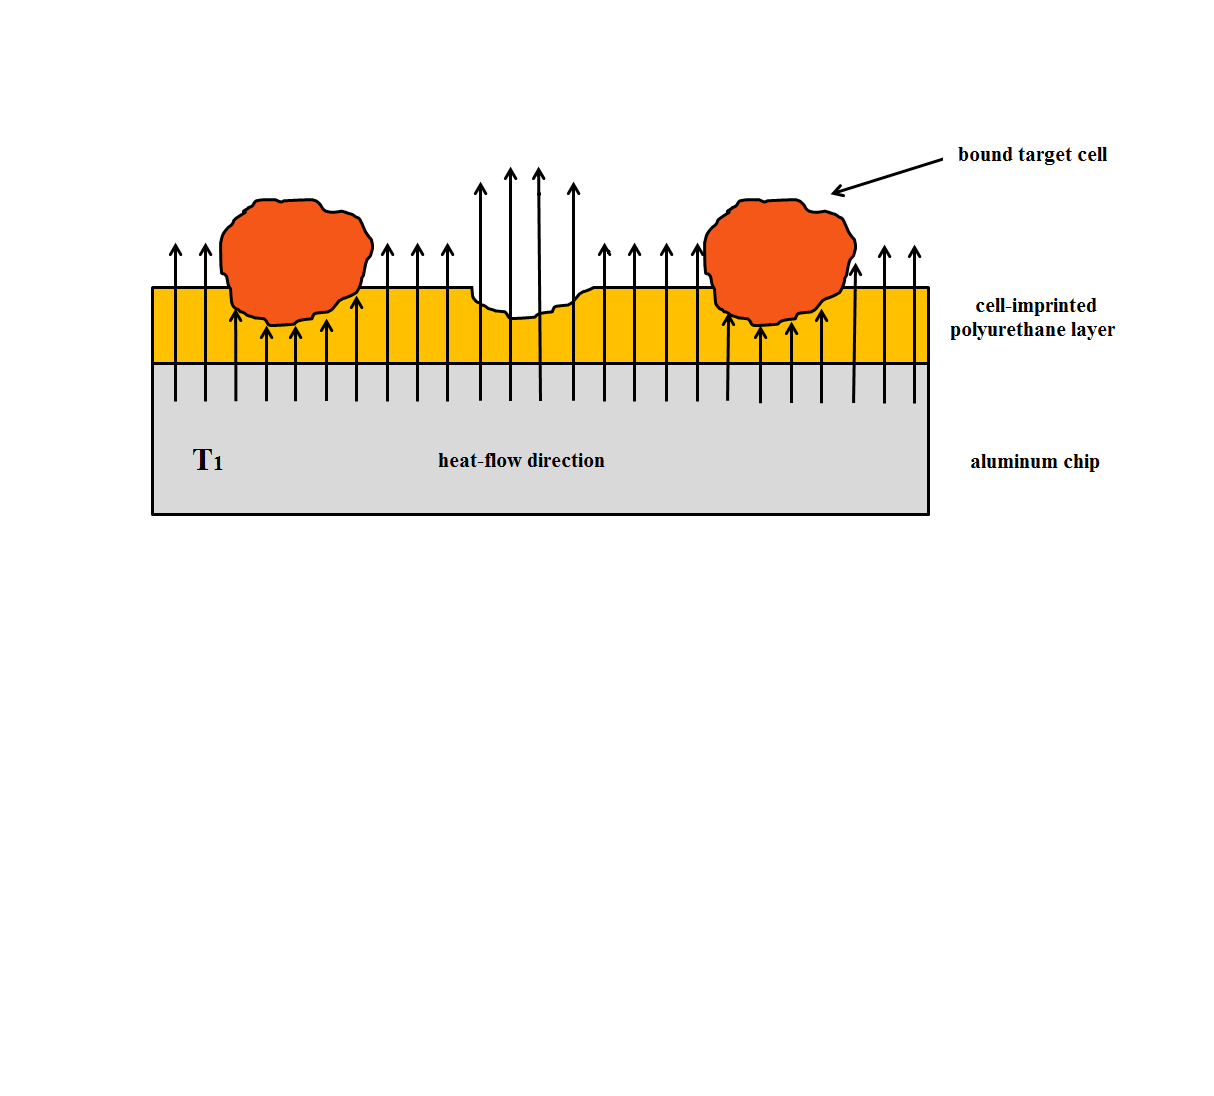 bound target cell
cell-imprinted
polyurethane layer
T1
heat-flow direction
aluminum chip